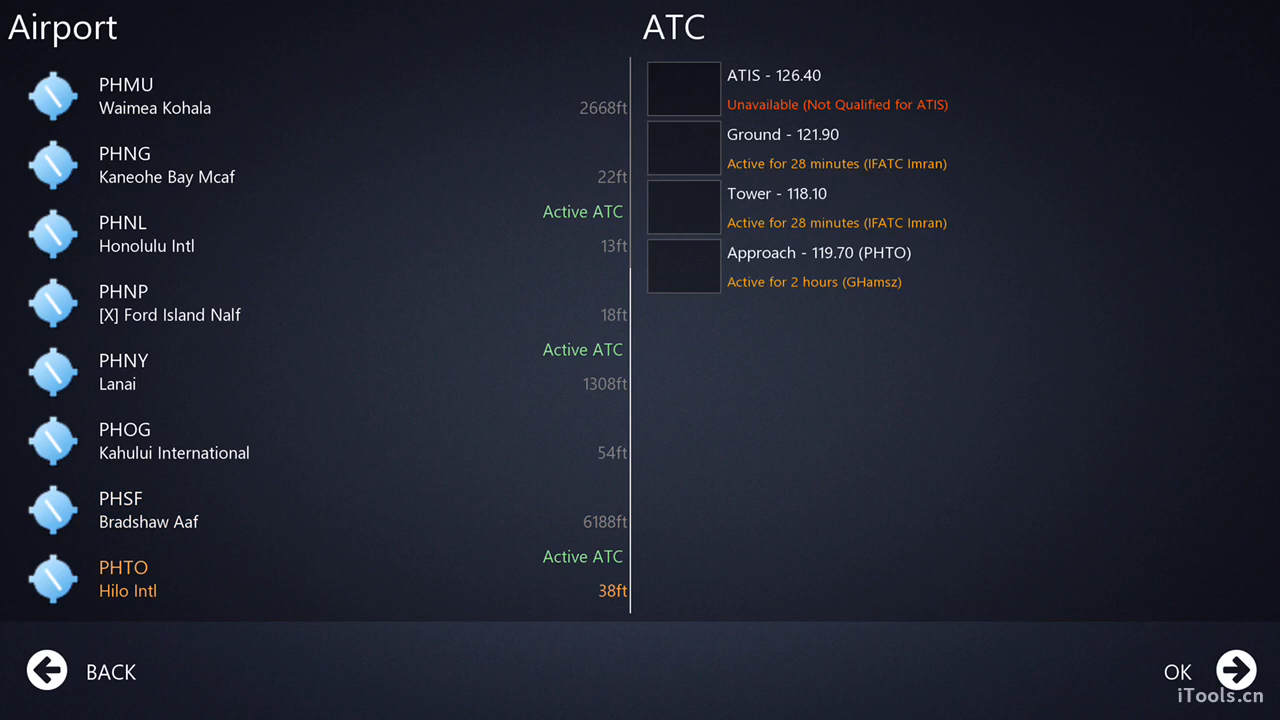 Airport
PHMU
Waimea Kohala
2668ft
PHNG
Kaneohe Bay Mcaf
22ft
Active ATC
PHNL
Honolulu Intl
13ft
PHNP
[X] Ford Island Nalf
18ft
Active ATC
PHNY
Lanai
1308ft
PHOG
Kahului International
54ft
PHSF
Bradshaw Aaf
6188ft
Active ATC
PHTO
Hilo Intl
38ft
ATC
ATIS - 126.40
Unavailable (Not Qualified for ATIS)
Ground - 121.90
Active for 28 minutes (IFATC Imran)
Tower - 118.10
Active for 28 minutes (IFATC Imran)
Approach - 119.70 (PHTO)
Active for 2 hours (GHamsz)
BACK
OK
iTools.cn